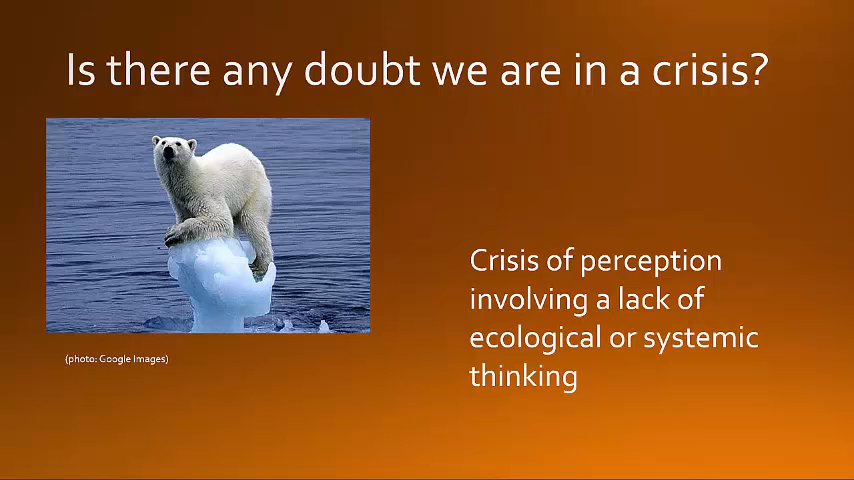 Is there any doubt we are in a crisis?
(photo: Google Images)
Crisis of perception
involving a lack of
ecological or systemic
thinking